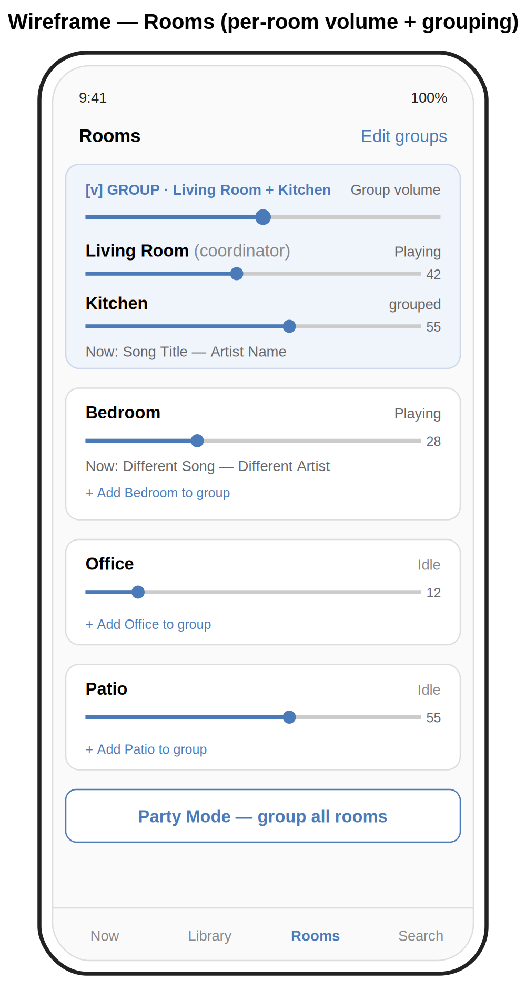 Wireframe — Rooms (per-room volume + grouping)
9:41 100%
Rooms Edit groups
[v] GROUP · Living Room + Kitchen Group volume
Living Room (coordinator) Playing
42
Kitchen grouped
55
Now: Song Title — Artist Name
Bedroom Playing
28
Now: Different Song — Different Artist
+ Add Bedroom to group
Office Idle
12
+ Add Office to group
Patio Idle
55
+ Add Patio to group
Party Mode — group all rooms
Now Library Rooms Search